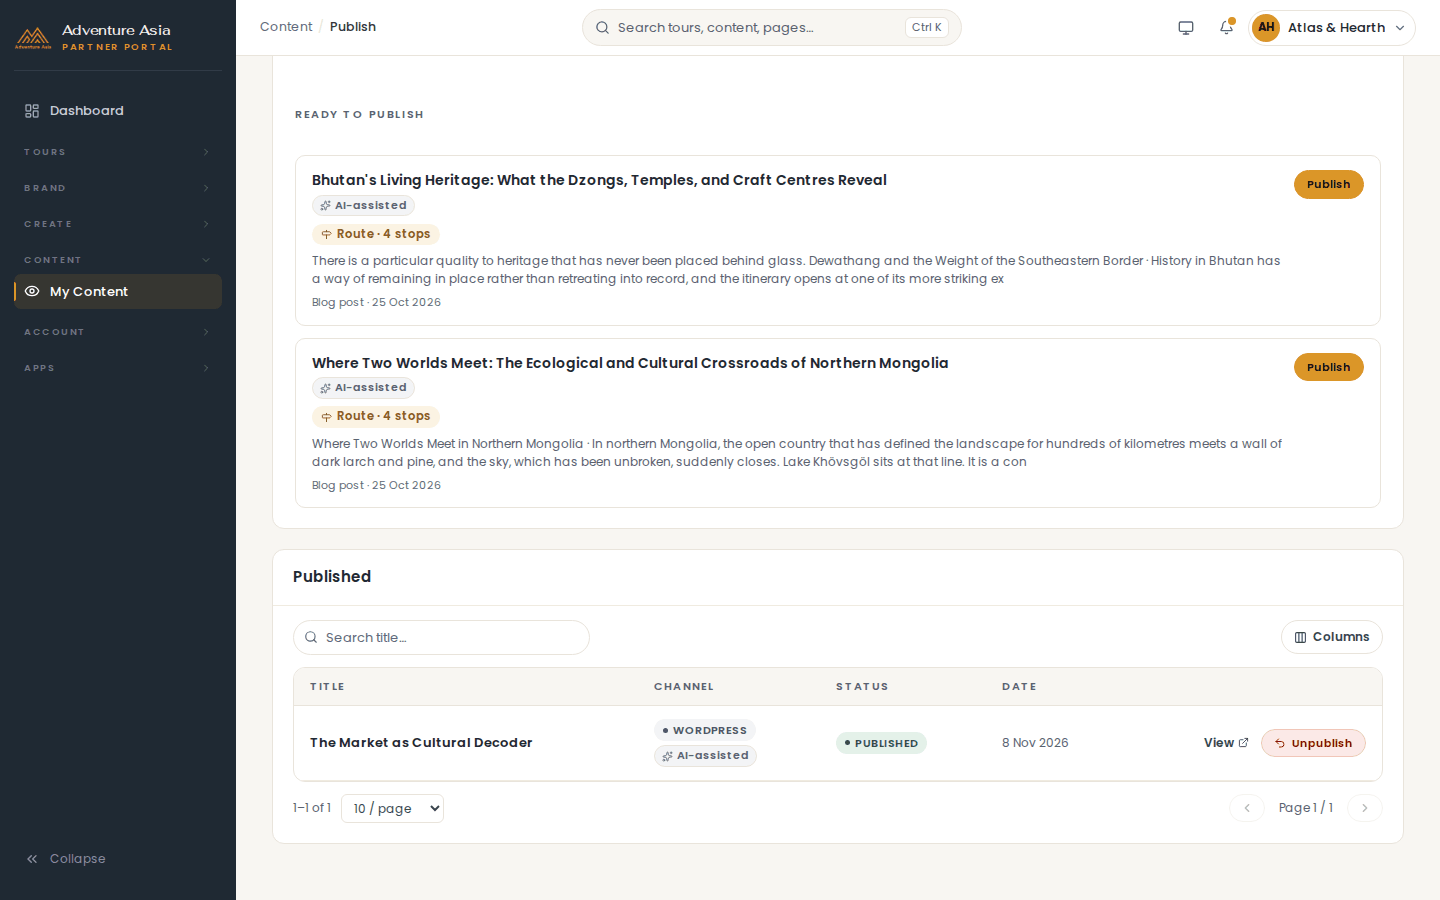 Adventure Asia
Adventure Asia
PARTNER PORTAL
Content / Publish
Search tours, content, pages...
Ctrl K
AH
Atlas & Hearth
Dashboard
TOURS
BRAND
CREATE
CONTENT
My Content
ACCOUNT
APPS
Collapse
READY TO PUBLISH
Bhutan's Living Heritage: What the Dzongs, Temples, and Craft Centres Reveal
Publish
AI-assisted
Route · 4 stops
There is a particular quality to heritage that has never been placed behind glass. Dewathang and the Weight of the Southeastern Border · History in Bhutan has
a way of remaining in place rather than retreating into record, and the itinerary opens at one of its more striking ex
Blog post · 25 Oct 2026
Where Two Worlds Meet: The Ecological and Cultural Crossroads of Northern Mongolia
Publish
AI-assisted
Route · 4 stops
Where Two Worlds Meet in Northern Mongolia · In northern Mongolia, the open country that has defined the landscape for hundreds of kilometres meets a wall of
dark larch and pine, and the sky, which has been unbroken, suddenly closes. Lake Khövsgöl sits at that line. It is a con
Blog post · 25 Oct 2026
Published
Search title...
Columns
TITLE
CHANNEL
STATUS
DATE
The Market as Cultural Decoder
WORDPRESS
AI-assisted
PUBLISHED
8 Nov 2026
View
Unpublish
1–1 of 1
10 / page
Page 1 / 1